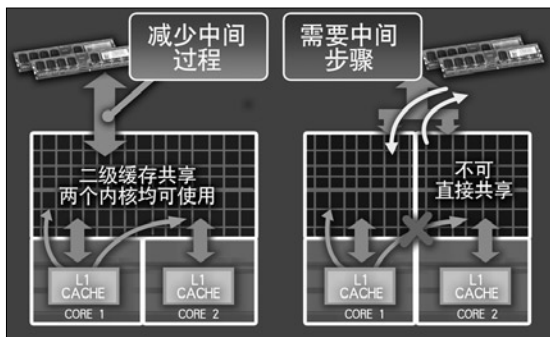 减少中间
过程
需要中间
步骤
二级缓存共享
两个内核均可使用
不可
直接共享
L1
CACHE
L1
CACHE
L1
CACHE
L1
CACHE
CORE 1
CORE 2
CORE 1
CORE 2